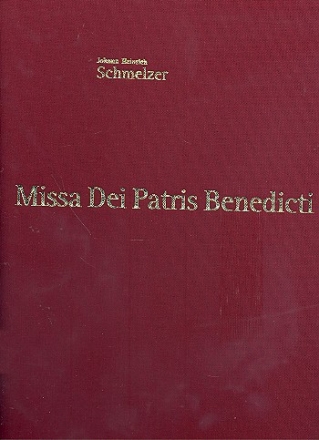 Johann Heinrich
Schmelzer
Missa Dei Patris Benedicti